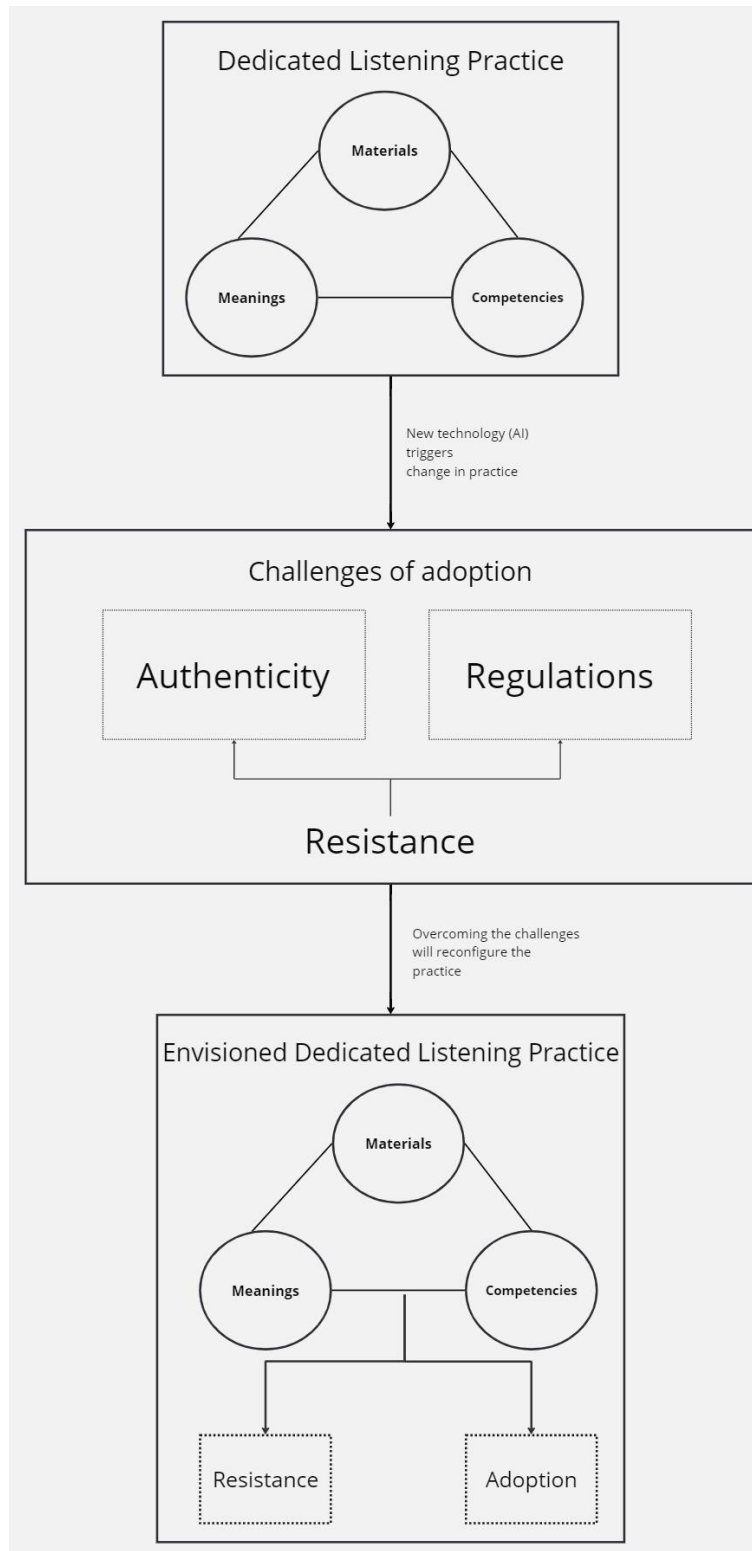 Dedicated Listening Practice
Materials
Meanings
Competencies
New technology (AI)
triggers
change in practice
Challenges of adoption
Authenticity
Regulations
Resistance
Overcoming the challenges
will reconfigure the
practice
Envisioned Dedicated Listening Practice
Materials
Meanings
Competencies
Resistance
Adoption